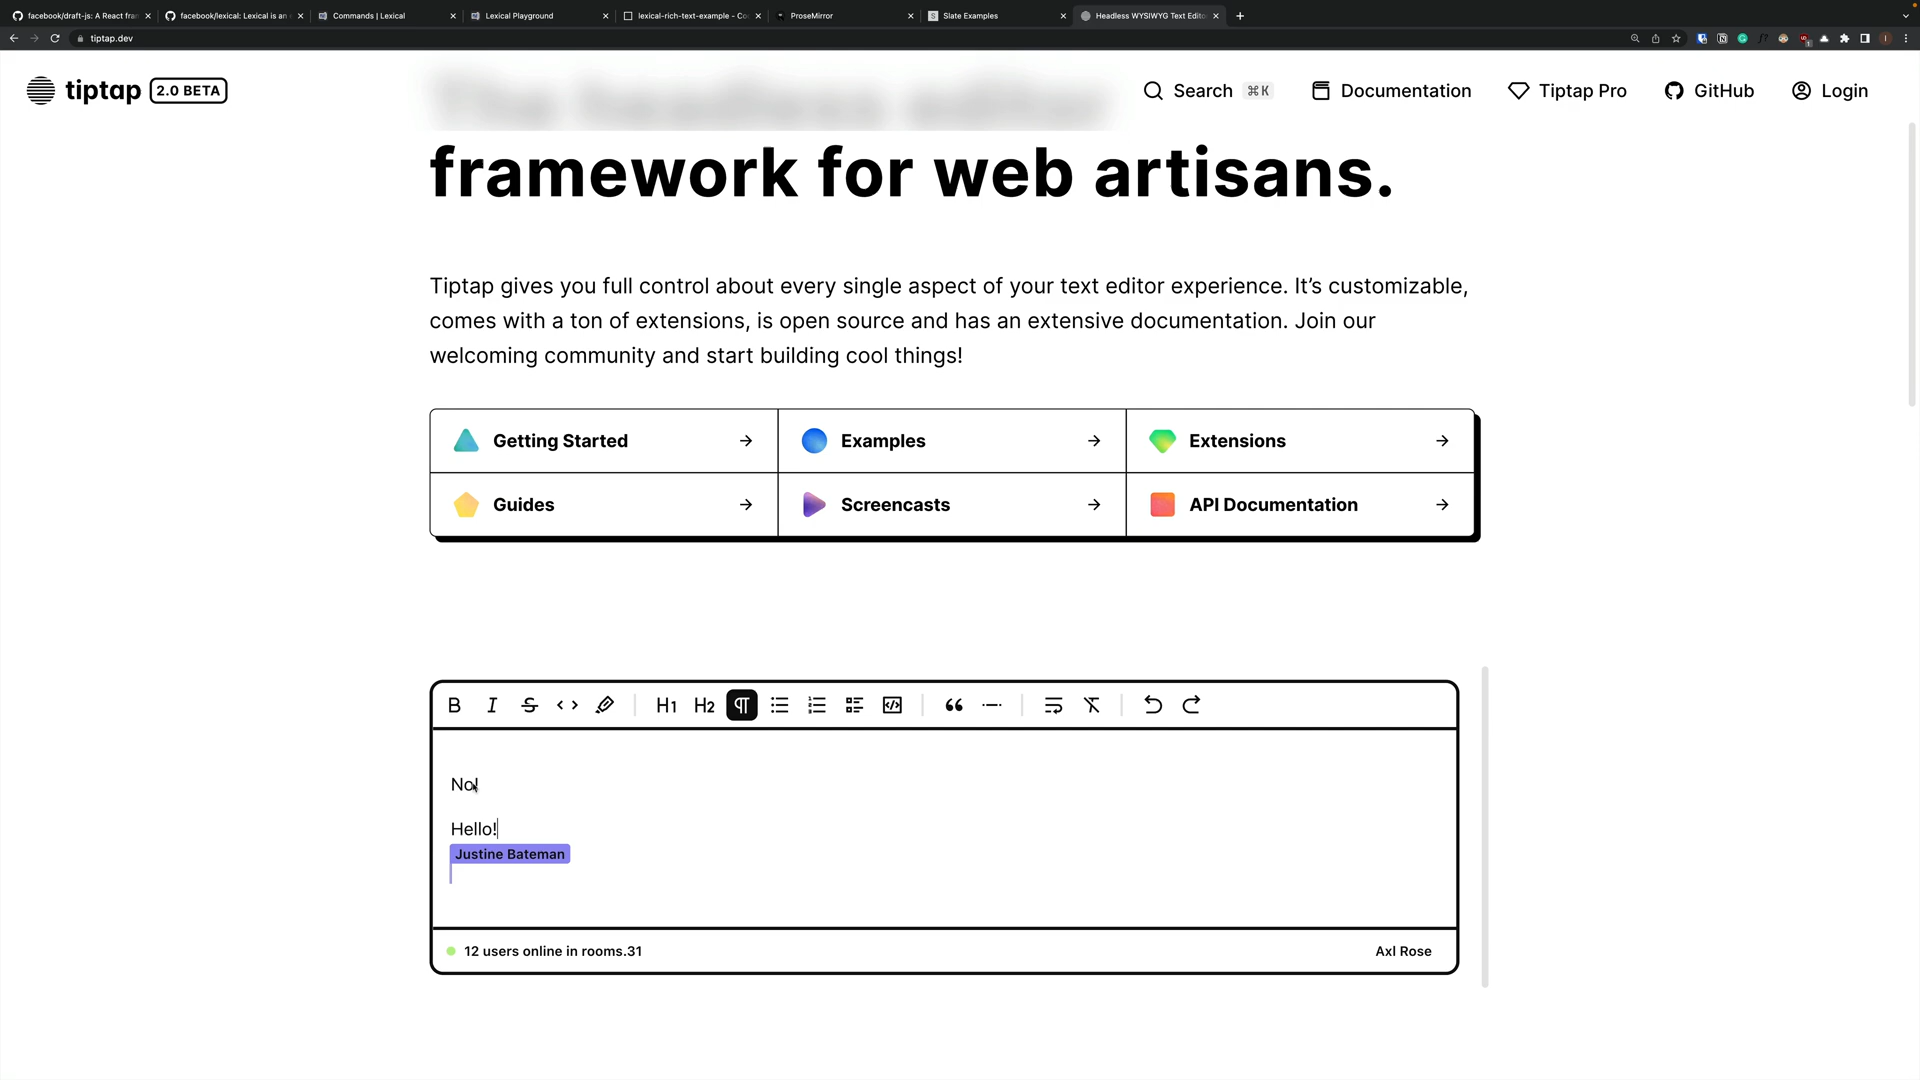 facebook/draft-js: A React fran
facebook/lexical: Lexical is an e
Commands | Lexical
Lexical Playground
lexical-rich-text-example - Co
ProseMirror
Slate Examples
Headless WYSIWYG Text Edito
tiptap.dev
tiptap 2.0 BETA
Search ⌘K
Documentation
Tiptap Pro
GitHub
Login
The headless editor
framework for web artisans.
Tiptap gives you full control about every single aspect of your text editor experience. It’s customizable,
comes with a ton of extensions, is open source and has an extensive documentation. Join our
welcoming community and start building cool things!
Getting Started
Examples
Extensions
Guides
Screencasts
API Documentation
H1 H2
No!
Hello!
Justine Bateman
12 users online in rooms.31
Axl Rose